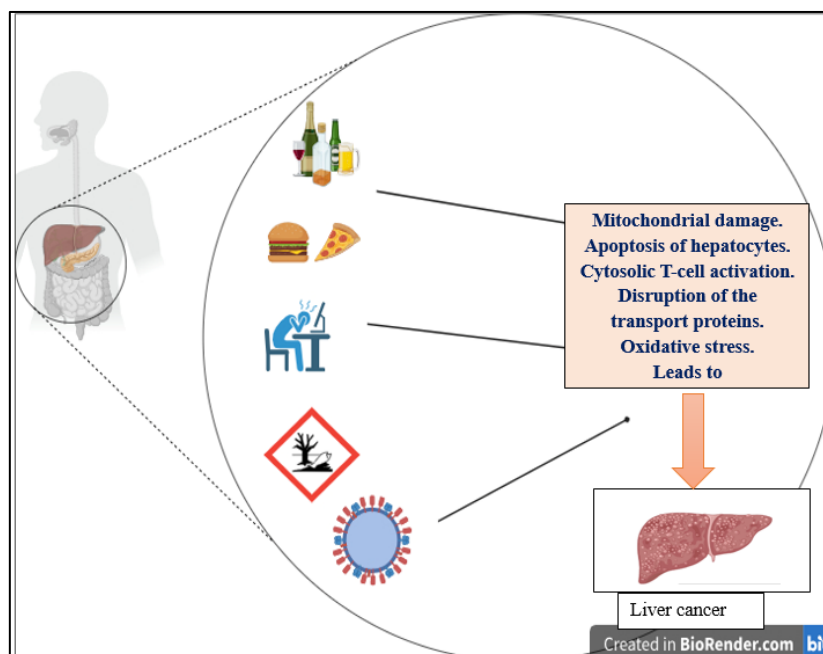 Mitochondrial damage.
Apoptosis of hepatocytes.
Cytosolic T-cell activation.
Disruption of the
transport proteins.
Oxidative stress.
Leads to
Liver cancer
Created in BioRender.com